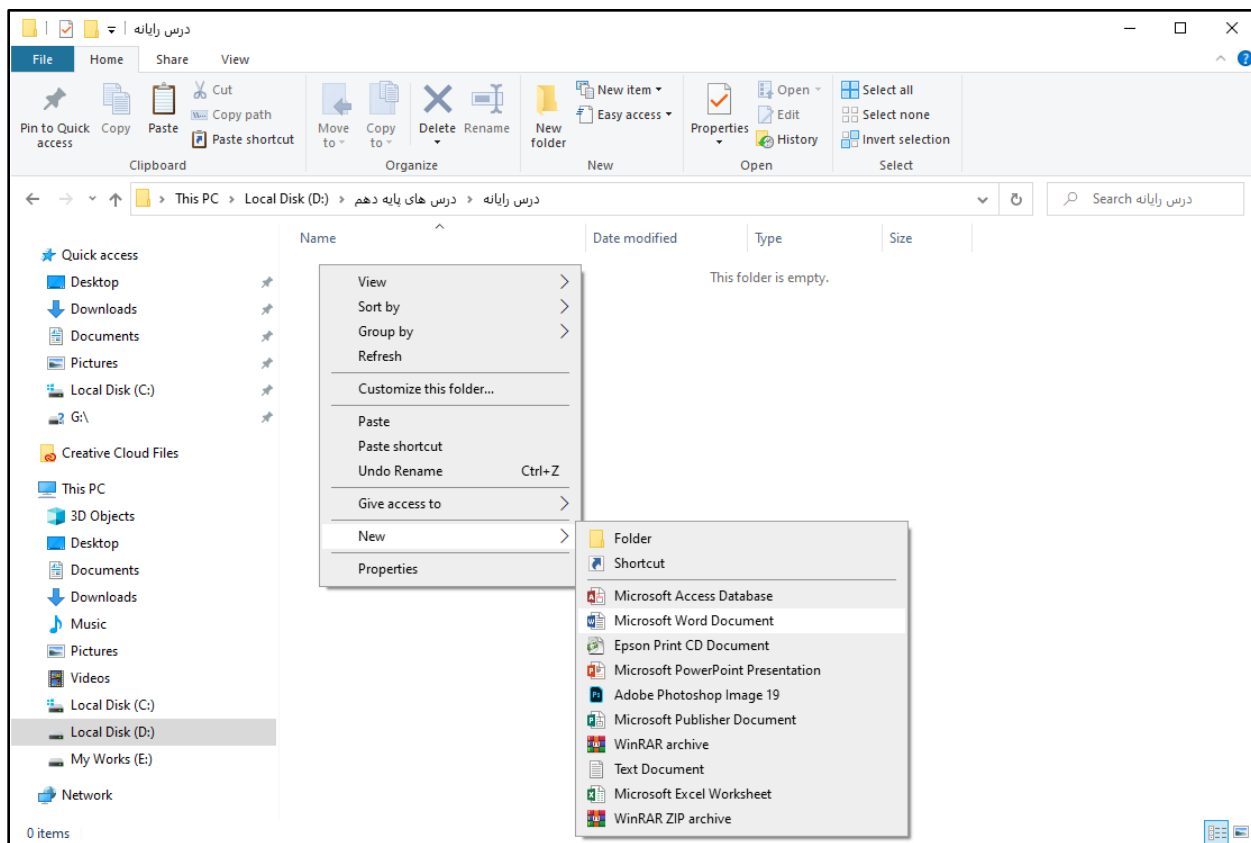 درس رایانه
File Home Share View
Pin to Quick access
Copy
Paste
Cut
Copy path
Paste shortcut
Clipboard
Move to
Copy to
Delete
Rename
Organize
New folder
New item
Easy access
New
Properties
Open
Edit
History
Open
Select all
Select none
Invert selection
Select
This PC › Local Disk (D:) › درس های پایه دهم › درس رایانه
Search درس رایانه
Name Date modified Type Size
This folder is empty.
Quick access
Desktop
Downloads
Documents
Pictures
Local Disk (C:)
G:\
Creative Cloud Files
This PC
3D Objects
Desktop
Documents
Downloads
Music
Pictures
Videos
Local Disk (C:)
Local Disk (D:)
My Works (E:)
Network
0 items
View
Sort by
Group by
Refresh
Customize this folder...
Paste
Paste shortcut
Undo Rename Ctrl+Z
Give access to
New
Properties
Folder
Shortcut
Microsoft Access Database
Microsoft Word Document
Epson Print CD Document
Microsoft PowerPoint Presentation
Adobe Photoshop Image 19
Microsoft Publisher Document
WinRAR archive
Text Document
Microsoft Excel Worksheet
WinRAR ZIP archive